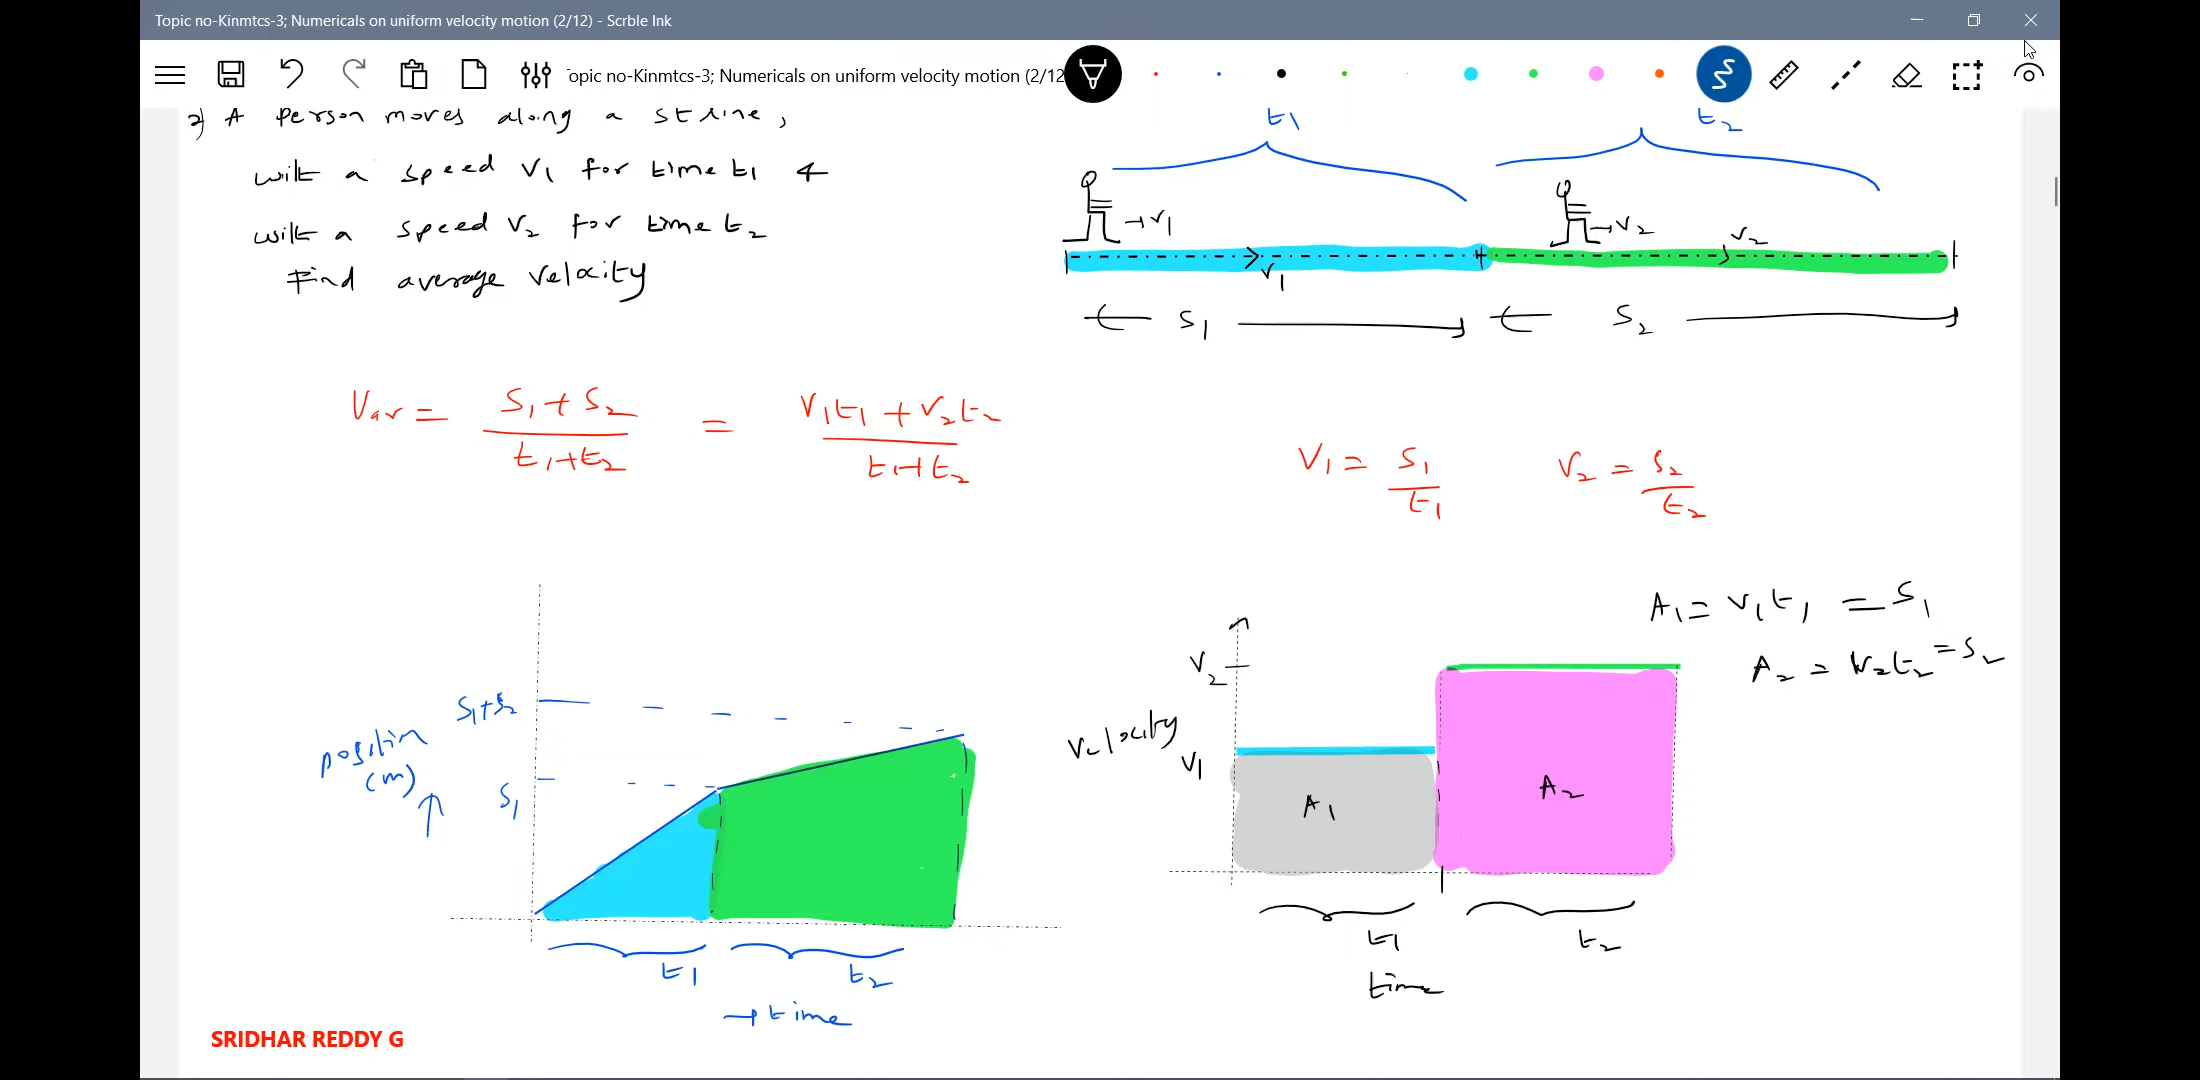 Topic no-Kinmtcs-3; Numericals on uniform velocity motion (2/12) - Scrble Ink
opic no-Kinmtcs-3; Numericals on uniform velocity motion (2/12
2) A person moves along a st line,
with a speed V1 for time t1 &
with a speed V2 for time t2
Find average velocity
t1
t2
→V1
→V2
V2
V1
S1
S2
Vav = S1+S2 / t1+t2 = V1t1 + V2t2 / t1+t2
V1 = S1/t1
V2 = S2/t2
A1 = V1t1 = S1
A2 = V2t2 = S2
S1+S2
position
(m)
S1
t1
t2
→ time
V2
velocity
V1
A1
A2
t1
t2
time
SRIDHAR REDDY G